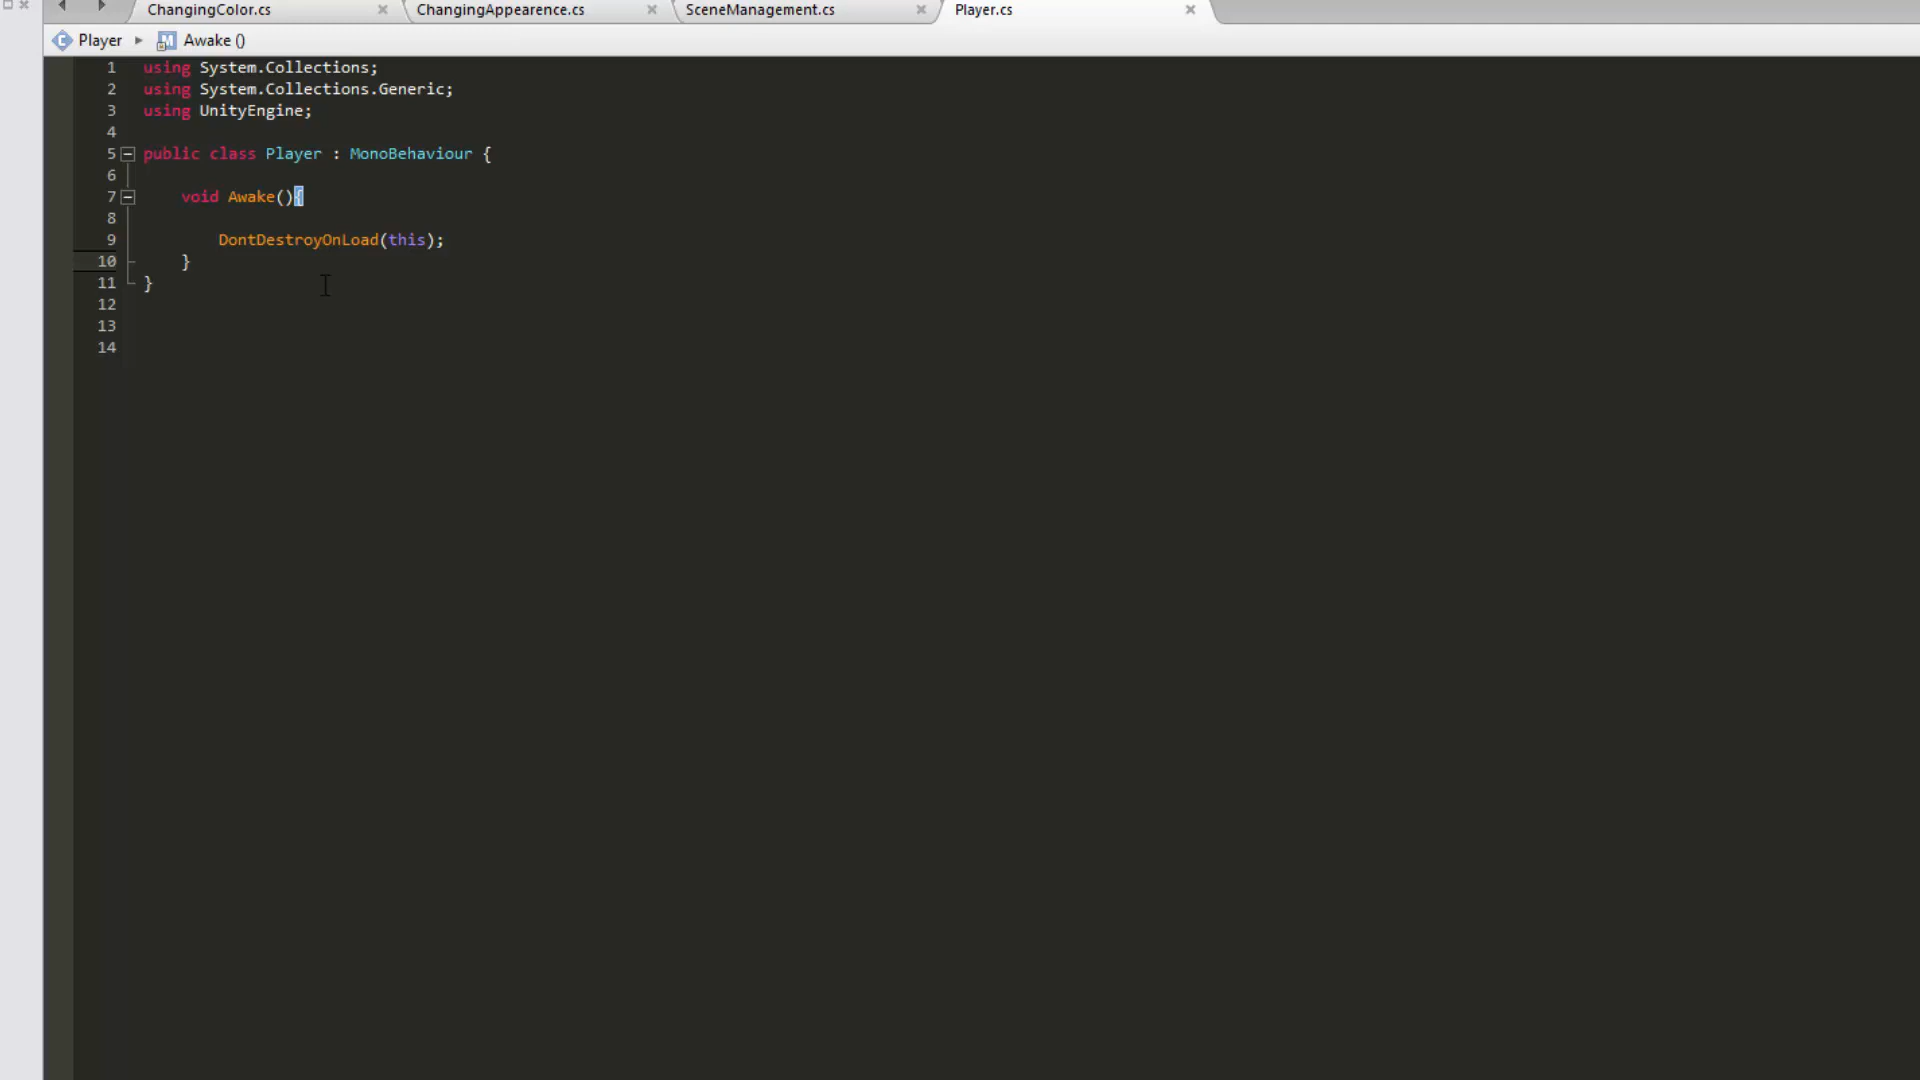 ChangingColor.cs ChangingAppearence.cs SceneManagement.cs Player.cs
Player Awake ()
1 using System.Collections;
2 using System.Collections.Generic;
3 using UnityEngine;
4
5 public class Player : MonoBehaviour {
6
7 void Awake(){
8
9 DontDestroyOnLoad(this);
10 }
11 }
12
13
14